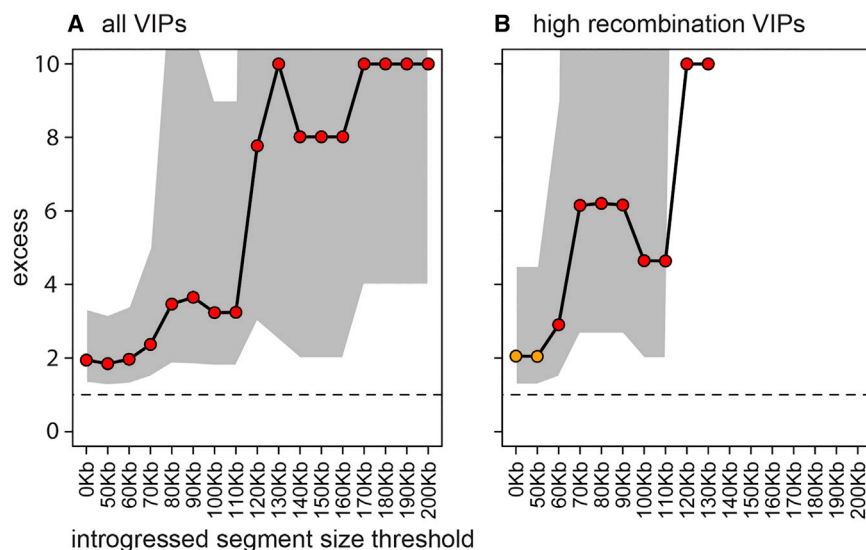 A all VIPs
B high recombination VIPs
excess
10
8
6
4
2
0
0Kb
50Kb
60Kb
70Kb
80Kb
90Kb
100Kb
110Kb
120Kb
130Kb
140Kb
150Kb
160Kb
170Kb
180Kb
190Kb
200Kb
0Kb
50Kb
60Kb
70Kb
80Kb
90Kb
100Kb
110Kb
120Kb
130Kb
140Kb
150Kb
160Kb
170Kb
180Kb
190Kb
200Kb
introgressed segment size threshold